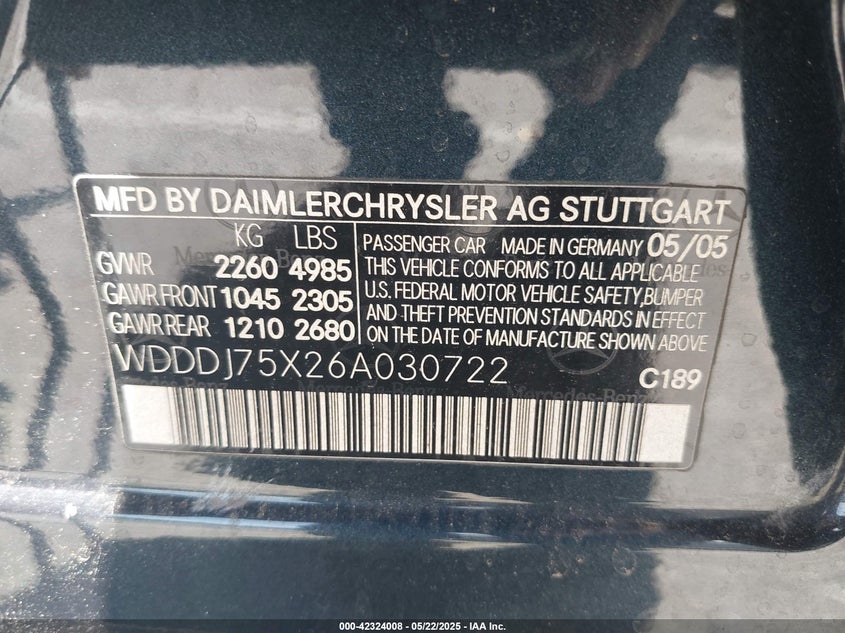 MFD BY DAIMLERCHRYSLER AG STUTTGART
KG LBS
GVWR 2260 4985
GAWR FRONT 1045 2305
GAWR REAR 1210 2680
PASSENGER CAR MADE IN GERMANY 05/05
THIS VEHICLE CONFORMS TO ALL APPLICABLE
U.S. FEDERAL MOTOR VEHICLE SAFETY, BUMPER
AND THEFT PREVENTION STANDARDS IN EFFECT
ON THE DATE OF MANUFACTURE SHOWN ABOVE
WDDDJ75X26A030722
C189
Mercedes-Benz
000-42324008 - 05/22/2025 - IAA Inc.